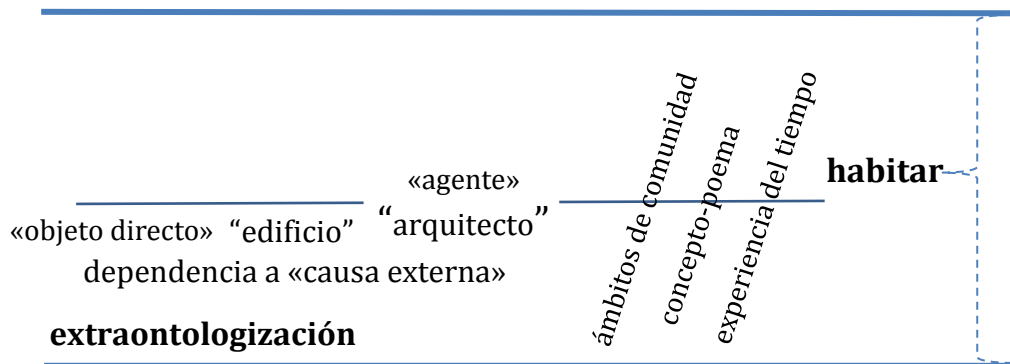 «agente»
«objeto directo» “edificio” “arquitecto”
dependencia a «causa externa»
extraontologización
ámbitos de comunidad
concepto-poema
experiencia del tiempo
habitar